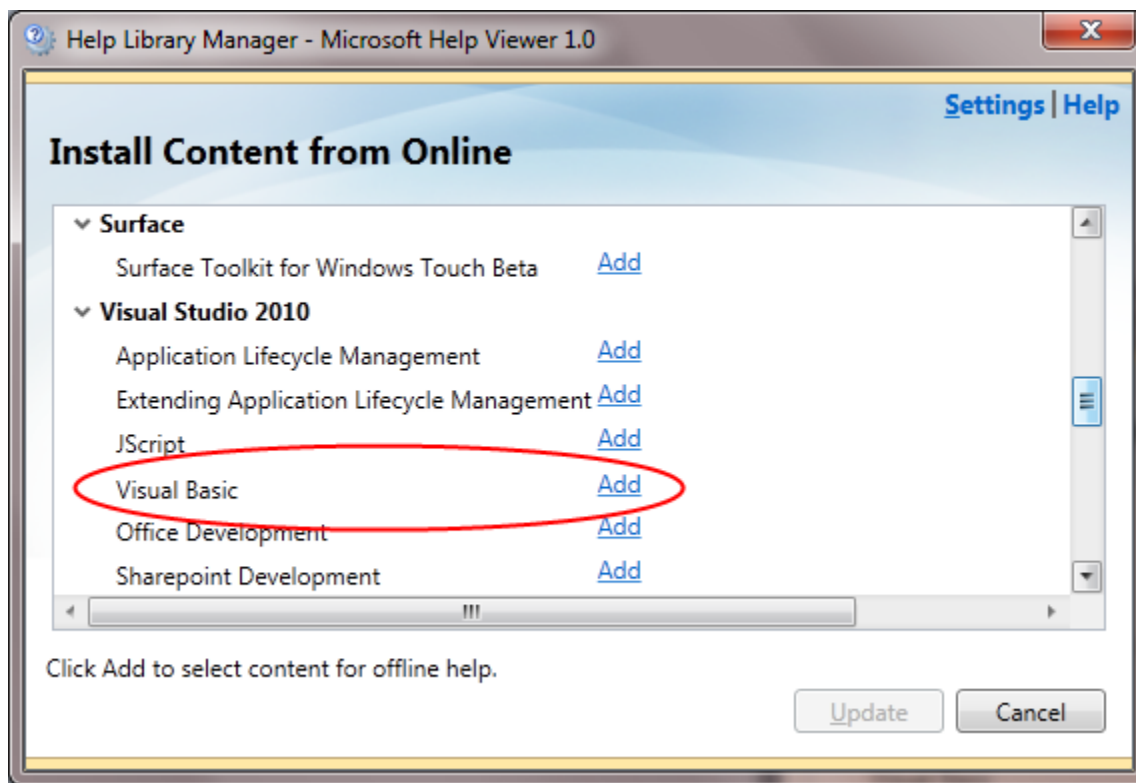 Help Library Manager - Microsoft Help Viewer 1.0
Settings | Help
Install Content from Online
Surface
Surface Toolkit for Windows Touch Beta Add
Visual Studio 2010
Application Lifecycle Management Add
Extending Application Lifecycle Management Add
JScript Add
Visual Basic Add
Office Development Add
Sharepoint Development Add
Click Add to select content for offline help.
Update Cancel